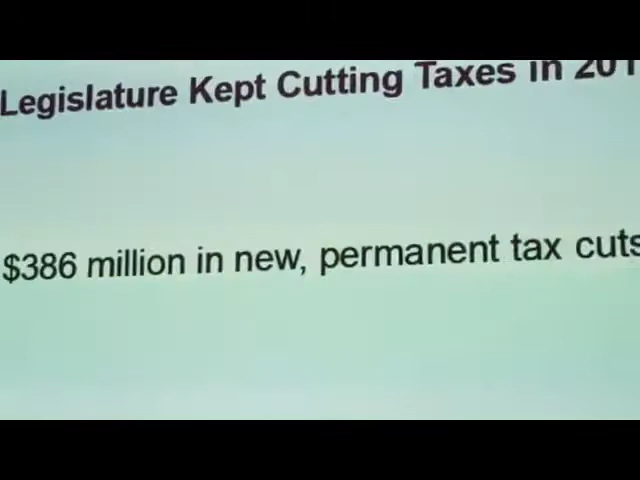 Legislature Kept Cutting Taxes in 201
$386 million in new, permanent tax cuts